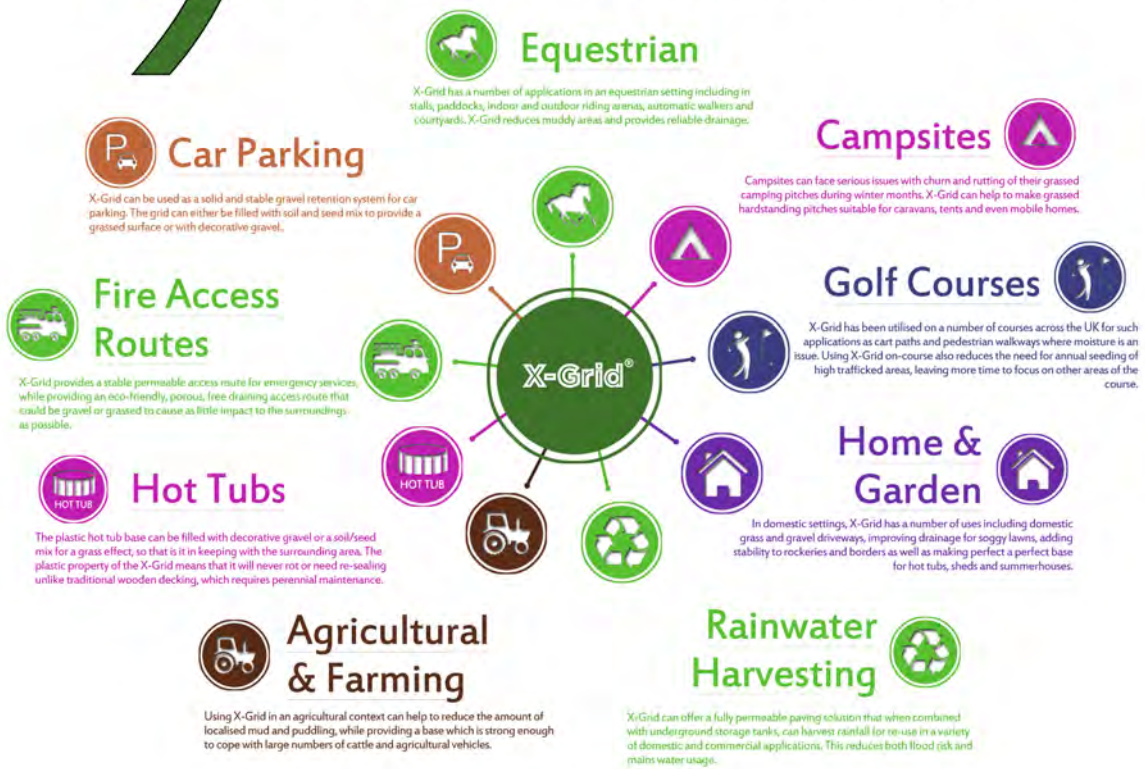 Equestrian
X-Grid has a number of applications in an equestrian setting including in
stalls, paddocks, indoor and outdoor riding arenas, automatic walkers and
courtyards. X-Grid reduces muddy areas and provides reliable drainage.
P
Car Parking
X-Grid can be used as a solid and stable gravel retention system for car
parking. The grid can either be filled with soil and seed mix to provide a
grassed surface or with decorative gravel..
Campsites
Campsites can face serious issues with churn and rutting of their grassed
camping pitches during winter months. X-Grid can help to make grassed
hardstanding pitches suitable for caravans, tents and even mobile homes.
P
Fire Access
Routes
X-Grid provides a stable permeable access route for emergency services,
while providing an eco-friendly, porous, free draining access route that
could be gravel or grassed to cause as little impact to the surroundings
as possible.
X-Grid®
Golf Courses
X-Grid has been utilised on a number of courses across the UK for such
applications as cart paths and pedestrian walkways where moisture is an
issue. Using X-Grid on-course also reduces the need for annual seeding of
high trafficked areas, leaving more time to focus on other areas of the
course.
HOT TUB
Hot Tubs
The plastic hot tub base can be filled with decorative gravel or a soil/seed
mix for a grass effect, so that is it in keeping with the surrounding area. The
plastic property of the X-Grid means that it will never rot or need re-sealing
unlike traditional wooden decking, which requires perennial maintenance.
HOT TUB
Home &
Garden
In domestic settings, X-Grid has a number of uses including domestic
grass and gravel driveways, improving drainage for soggy lawns, adding
stability to rockeries and borders as well as making perfect a perfect base
for hot tubs, sheds and summerhouses.
Agricultural
& Farming
Using X-Grid in an agricultural context can help to reduce the amount of
localised mud and puddling, while providing a base which is strong enough
to cope with large numbers of cattle and agricultural vehicles.
Rainwater
Harvesting
X-Grid can offer a fully permeable paving solution that when combined
with underground storage tanks, can harvest rainfall for re-use in a variety
of domestic and commercial applications. This reduces both flood risk and
mains water usage.